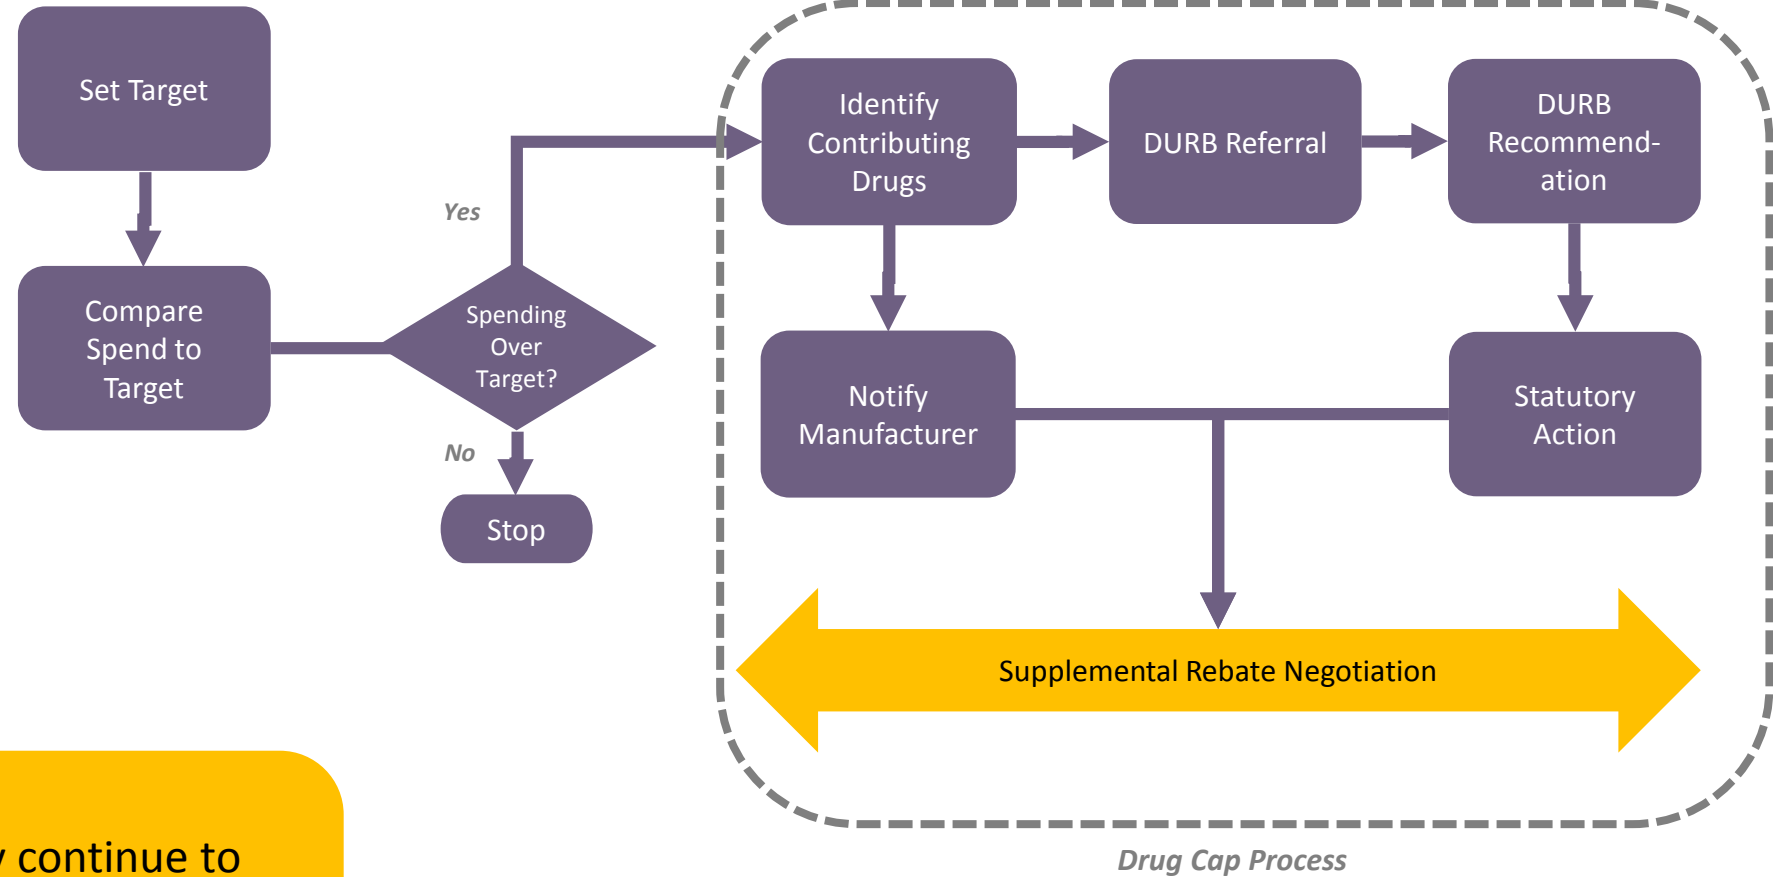 Set Target
Compare
Spend to
Target
Yes
Spending
Over
Target?
No
Stop
Identify
Contributing
Drugs
DURB Referral
DURB
Recommend-
ation
Notify
Manufacturer
Statutory
Action
Supplemental Rebate Negotiation
continue to
Drug Cap Process